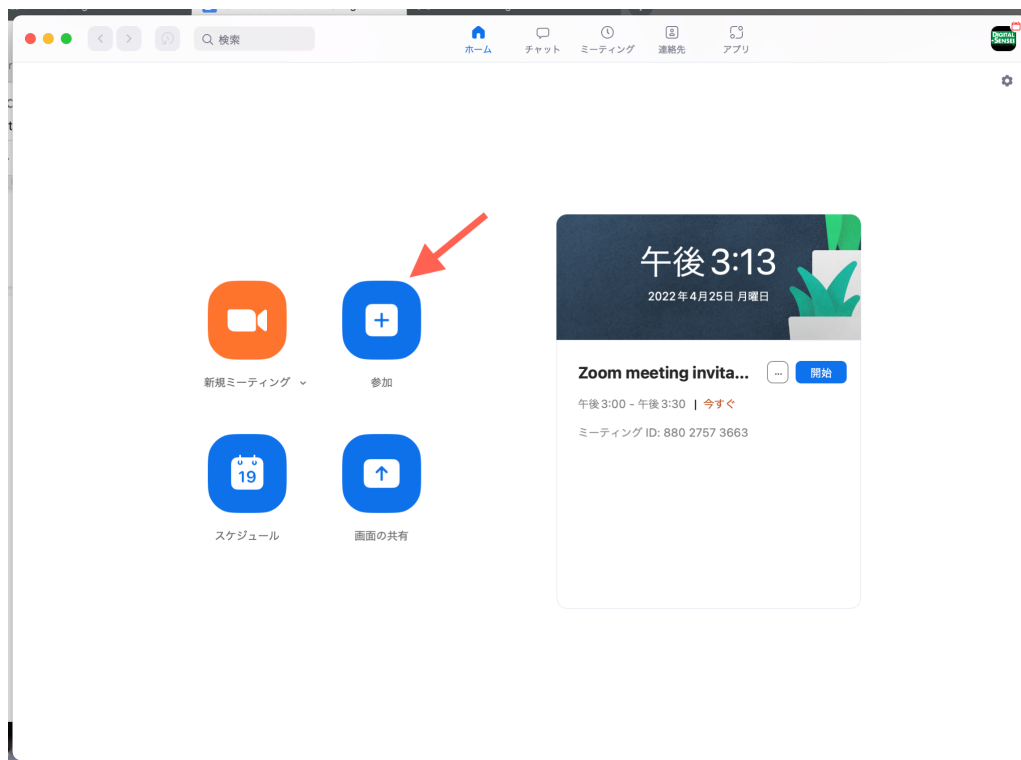 検索
ホーム
チャット
ミーティング
連絡先
アプリ
DIGITAL
-SENSEI
午後 3:13
2022年4月25日 月曜日
新規ミーティング
参加
Zoom meeting invita...
開始
午後3:00 - 午後3:30 | 今すぐ
ミーティング ID: 880 2757 3663
19
スケジュール
画面の共有